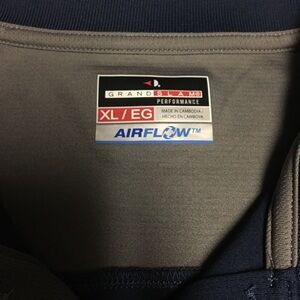 GRAND SLAM®
PERFORMANCE
XL / EG
MADE IN CAMBODIA /
HECHO EN CAMBOYA
AIRFLOW™